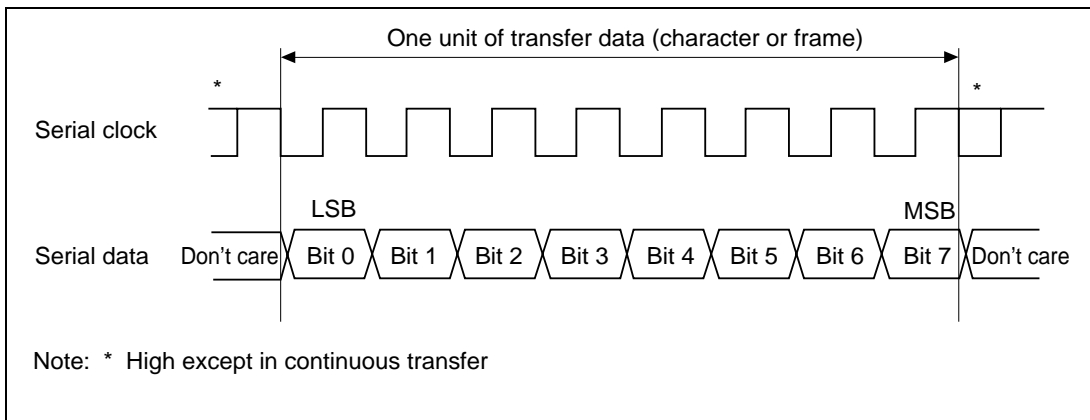 One unit of transfer data (character or frame)
* *
Serial clock
LSB MSB
Serial data Don't care Bit 0 Bit 1 Bit 2 Bit 3 Bit 4 Bit 5 Bit 6 Bit 7 Don't care
Note: * High except in continuous transfer